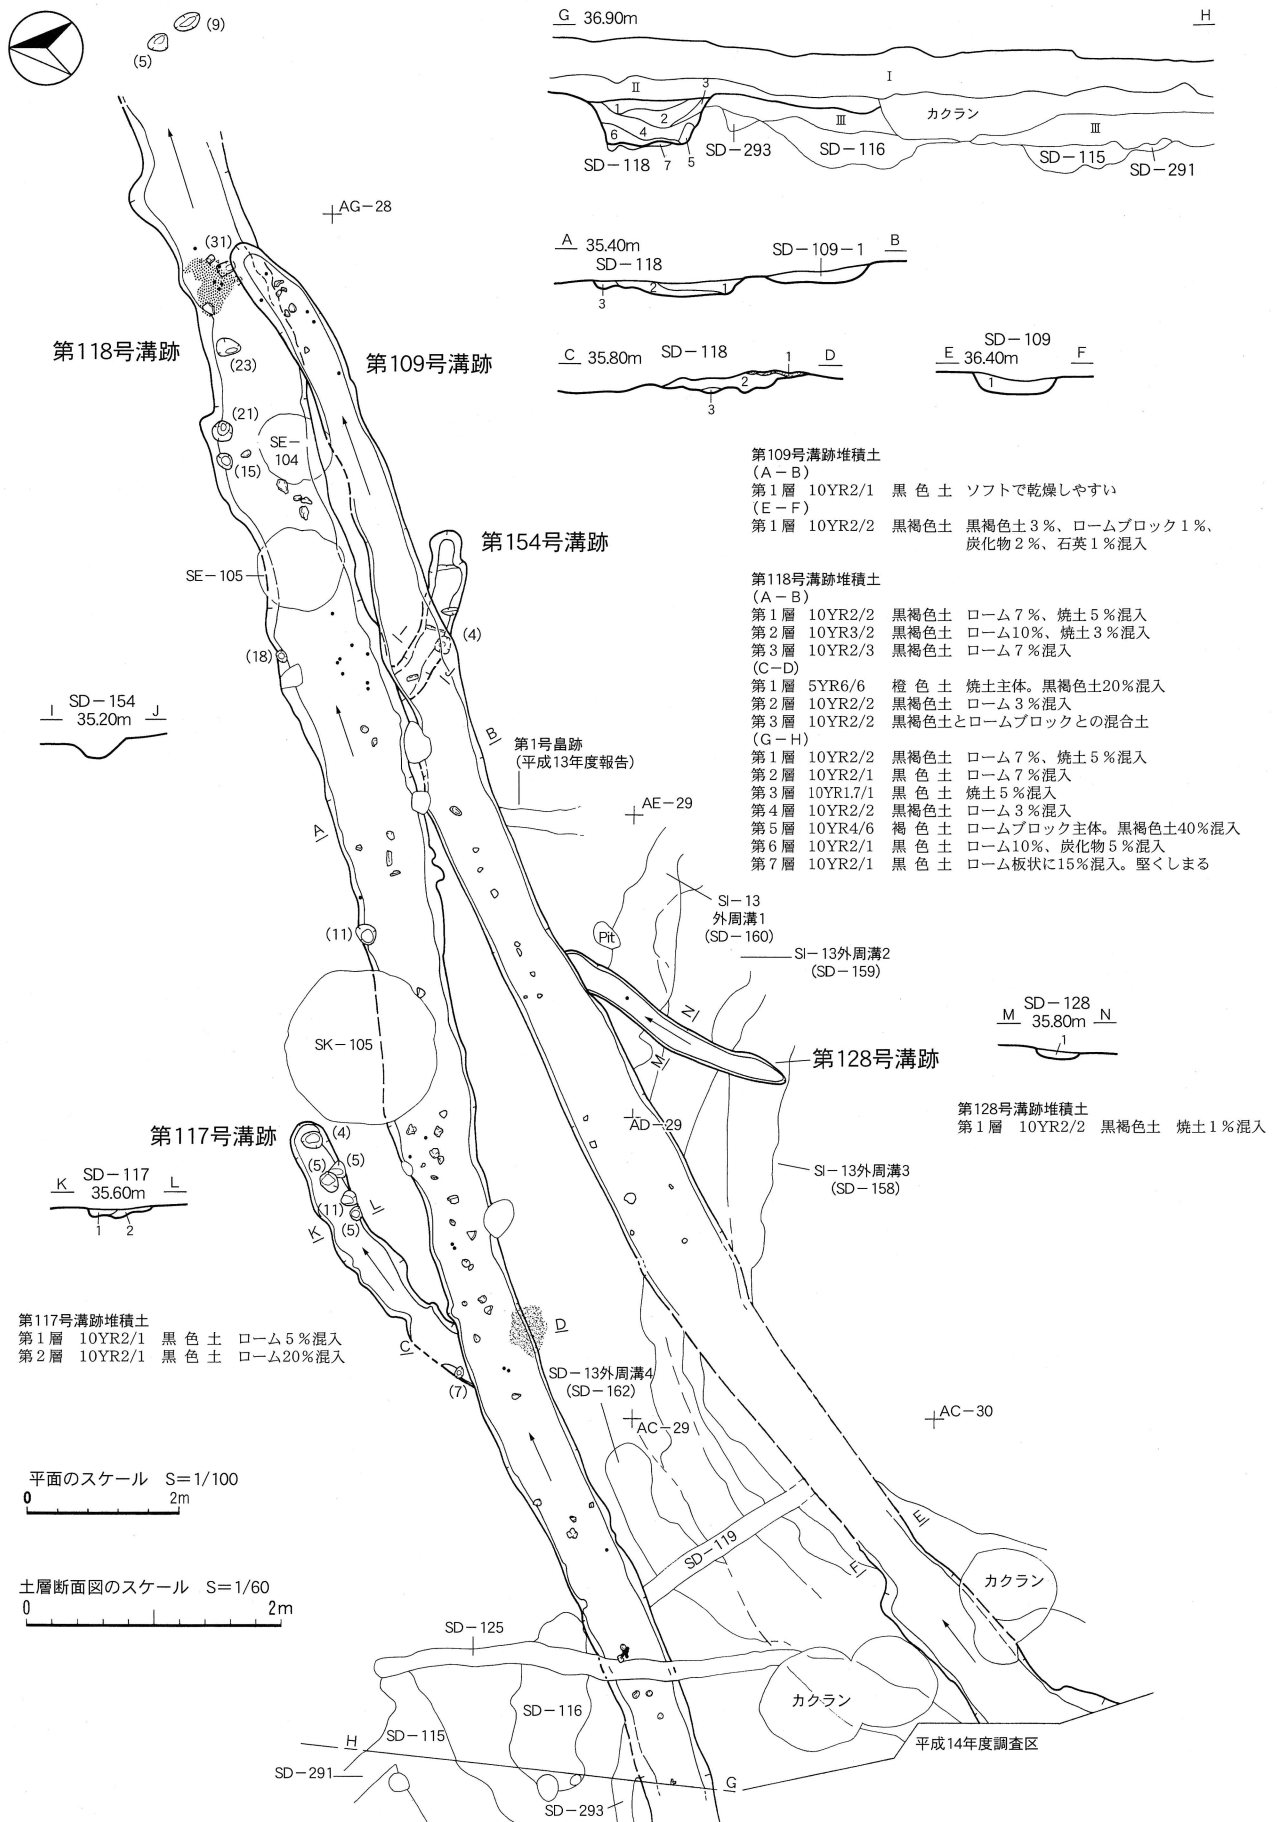 (9)
(5)
G 36.90m H
I
II
3
1
2
カクラン
6
4
III
III
SD-118
7
5
SD-293
SD-116
SD-115
SD-291
AG-28
(31)
A 35.40m
SD-118
SD-109-1
B
2
1
3
第118号溝跡
第109号溝跡
(23)
C 35.80m SD-118 1 D
2
3
SD-109
E 36.40m F
1
(21)
SE-
104
(15)
第109号溝跡堆積土
(A-B)
第1層 10YR2/1 黒色土 ソフトで乾燥しやすい
(E-F)
第1層 10YR2/2 黒褐色土 黒褐色土3%、ロームブロック1%、
炭化物2%、石英1%混入
第154号溝跡
SE-105
(4)
(18)
I
J
第118号溝跡堆積土
(A-B)
第1層 10YR2/2 黒褐色土 ローム7%、焼土5%混入
第2層 10YR3/2 黒褐色土 ローム10%、焼土3%混入
第3層 10YR2/3 黒褐色土 ローム7%混入
(C-D)
第1層 5YR6/6 橙色土 焼土主体。黒褐色土20%混入
第2層 10YR2/2 黒褐色土 ローム3%混入
第3層 10YR2/2 黒褐色土とロームブロックとの混合土
(G-H)
第1層 10YR2/2 黒褐色土 ローム7%、焼土5%混入
第2層 10YR2/1 黒色土 ローム7%混入
第3層 10YR1.7/1 黒色土 焼土5%混入
第4層 10YR2/2 黒褐色土 ローム3%混入
第5層 10YR4/6 褐色土 ロームブロック主体。黒褐色土40%混入
第6層 10YR2/1 黒色土 ローム10%、炭化物5%混入
第7層 10YR2/1 黒色土 ローム板状に15%混入。堅くしまる
SD-154
I 35.20m J
B
第1号畠跡
(平成13年度報告)
A
AE-29
SI-13
外周溝1
(SD-160)
Pit
(11)
SI-13外周溝2
(SD-159)
N
M
SK-105
第128号溝跡
SD-128
M 35.80m N
1
AD-29
第128号溝跡堆積土
第1層 10YR2/2 黒褐色土 焼土1%混入
第117号溝跡
(4)
(5)
(5)
(11)
(5)
L
K
SI-13外周溝3
(SD-158)
SD-117
K 35.60m L
1 2
第117号溝跡堆積土
第1層 10YR2/1 黒色土 ローム5%混入
第2層 10YR2/1 黒色土 ローム20%混入
C
D
(7)
SD-13外周溝4
(SD-162)
AC-29
AC-30
平面のスケール S=1/100
0 2m
E
SD-119
F
カクラン
土層断面図のスケール S=1/60
0 2m
SD-125
カクラン
SD-116
SD-115
H
平成14年度調査区
SD-291
G
SD-293